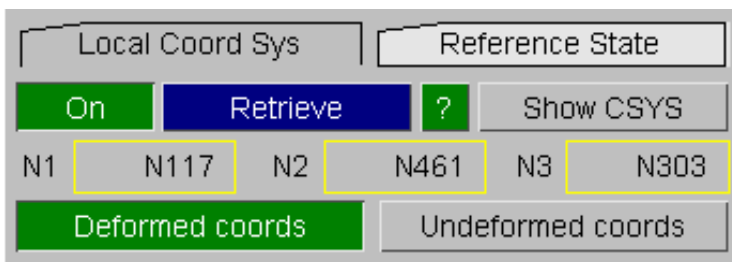 Local Coord Sys Reference State
On Retrieve ? Show CSYS
N1 N117 N2 N461 N3 N303
Deformed coords Undeformed coords